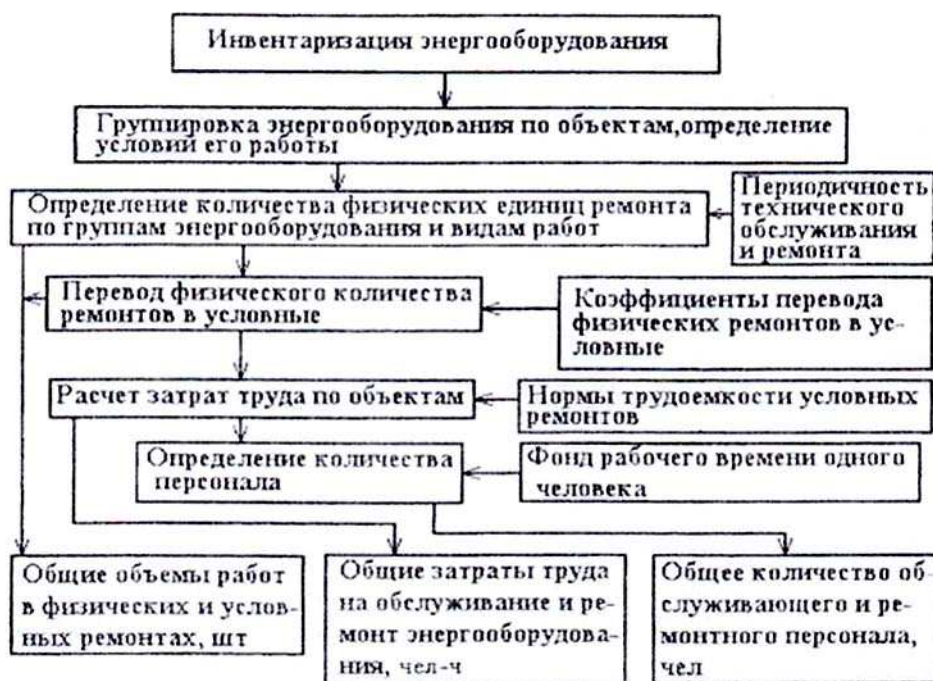 Инвентаризация энергооборудования
Группировка энергооборудования по объектам,определение
условий его работы
Определение количества физических единиц ремонта
по группам энергооборудования и видам работ
Периодичность
технического
обслуживания
и ремонта
Перевод физического количества
ремонтов в условные
Коэффициенты перевода
физических ремонтов в ус-
ловные
Расчет затрат труда по объектам
Нормы трудоемкости условных
ремонтов
Определение количества
персонала
Фонд рабочего времени одного
человека
Общие объемы работ
в физических и услов-
ных ремонтах, шт
Общие затраты труда
на обслуживание и ре-
монт энергооборудова-
ния, чел-ч
Общее количество об-
служивающего и ре-
монтного персонала,
чел